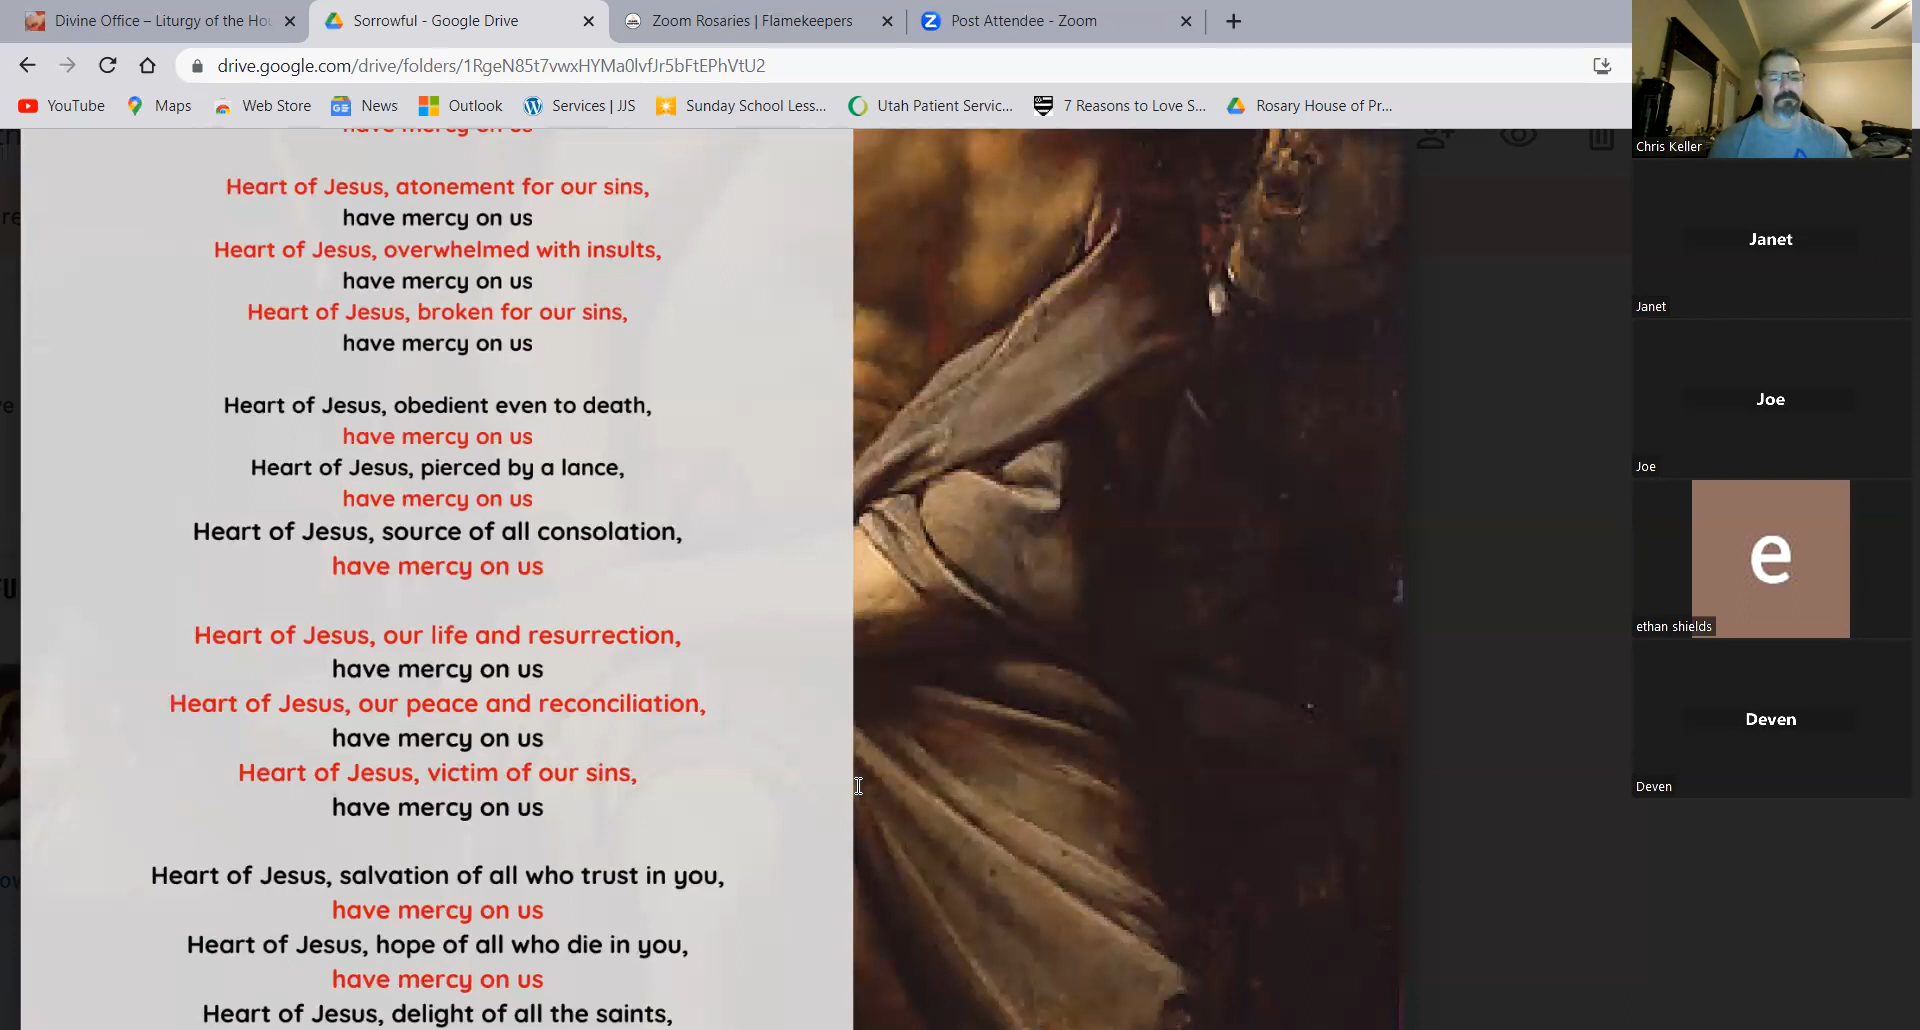 Divine Office – Liturgy of the Hou
Sorrowful - Google Drive
Zoom Rosaries | Flamekeepers
Post Attendee - Zoom
drive.google.com/drive/folders/1RgeN85t7vwxHYMa0lvfJr5bFtEPhVtU2
YouTube
Maps
Web Store
News
Outlook
Services | JJS
Sunday School Less...
Utah Patient Servic...
7 Reasons to Love S...
Rosary House of Pr...
have mercy on us
Heart of Jesus, atonement for our sins,
have mercy on us
Heart of Jesus, overwhelmed with insults,
have mercy on us
Heart of Jesus, broken for our sins,
have mercy on us
Heart of Jesus, obedient even to death,
have mercy on us
Heart of Jesus, pierced by a lance,
have mercy on us
Heart of Jesus, source of all consolation,
have mercy on us
Heart of Jesus, our life and resurrection,
have mercy on us
Heart of Jesus, our peace and reconciliation,
have mercy on us
Heart of Jesus, victim of our sins,
have mercy on us
Heart of Jesus, salvation of all who trust in you,
have mercy on us
Heart of Jesus, hope of all who die in you,
have mercy on us
Heart of Jesus, delight of all the saints,
Chris Keller
Janet
Janet
Joe
Joe
e
ethan shields
Deven
Deven